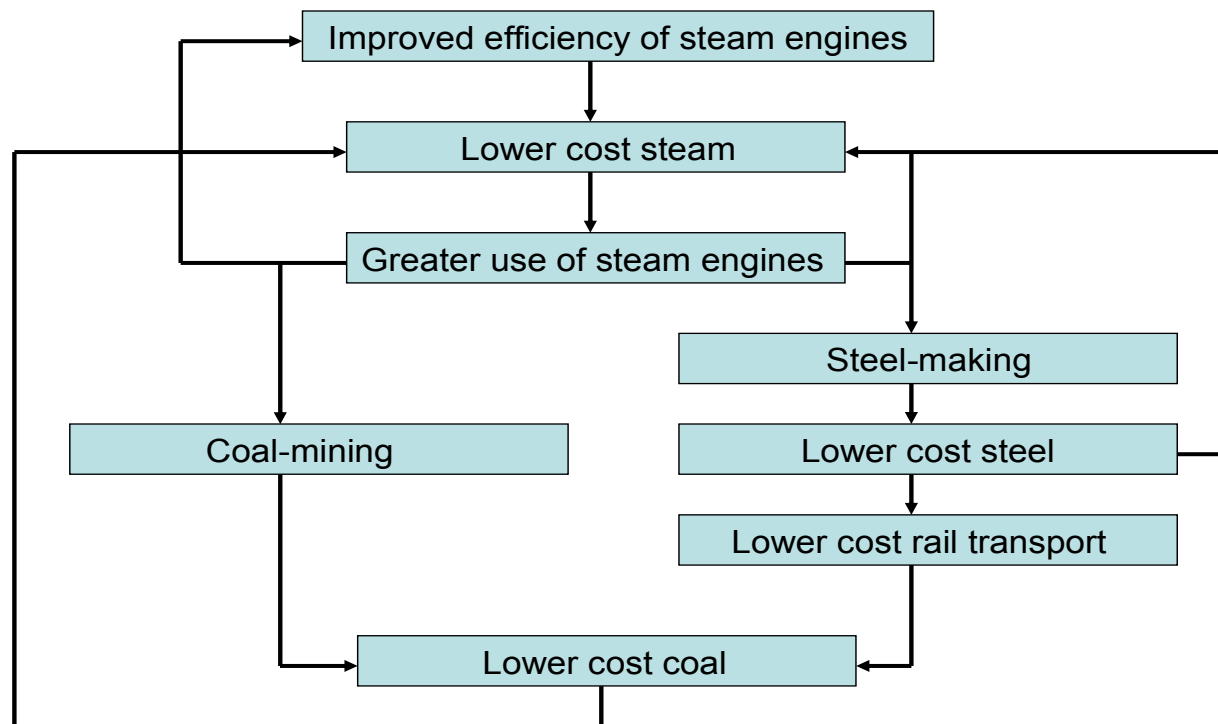 Improved efficiency of steam engines
Lower cost steam
Greater use of steam engines
Steel-making
Coal-mining
Lower cost steel
Lower cost rail transport
Lower cost coal